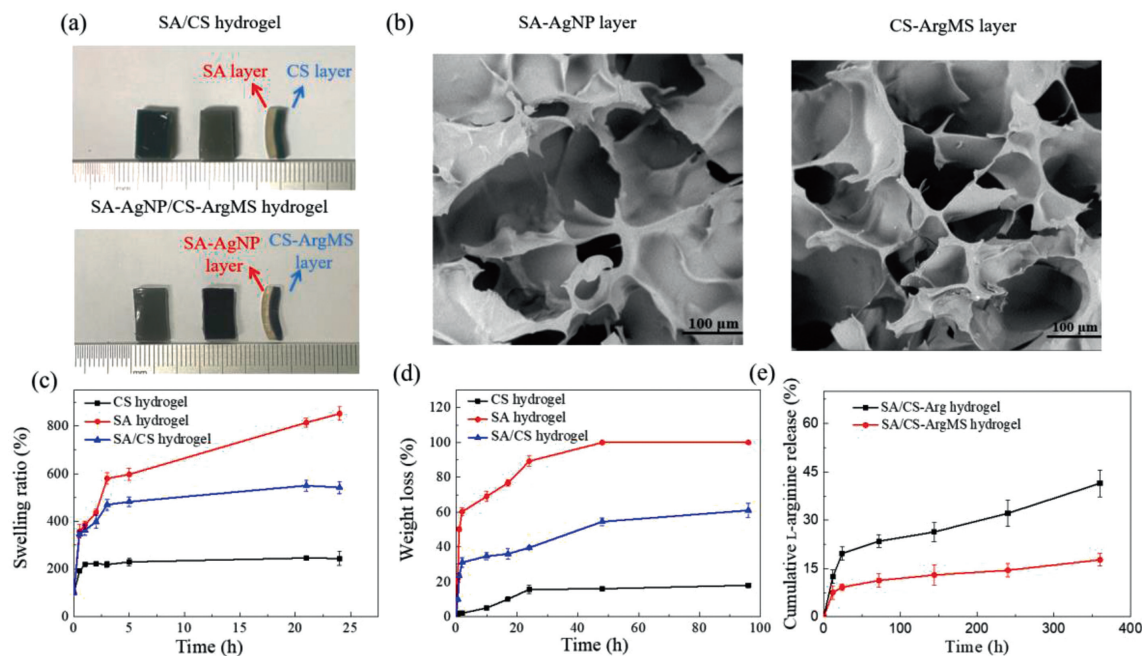 (a)
SA/CS hydrogel
SA layer
CS layer
SA-AgNP/CS-ArgMS hydrogel
SA-AgNP
layer
CS-ArgMS
layer
mm
(b)
SA-AgNP layer
CS-ArgMS layer
100 µm
100 µm
(c)
CS hydrogel
SA hydrogel
SA/CS hydrogel
Swelling ratio (%)
800
600
400
200
0
0 5 10 15 20 25
Time (h)
(d)
CS hydrogel
SA hydrogel
SA/CS hydrogel
Weight loss (%)
120
100
80
60
40
20
0
0 20 40 60 80 100
Time (h)
(e)
SA/CS-Arg hydrogel
SA/CS-ArgMS hydrogel
Cumulative L-arginine release (%)
60
45
30
15
0
0 100 200 300 400
Time (h)